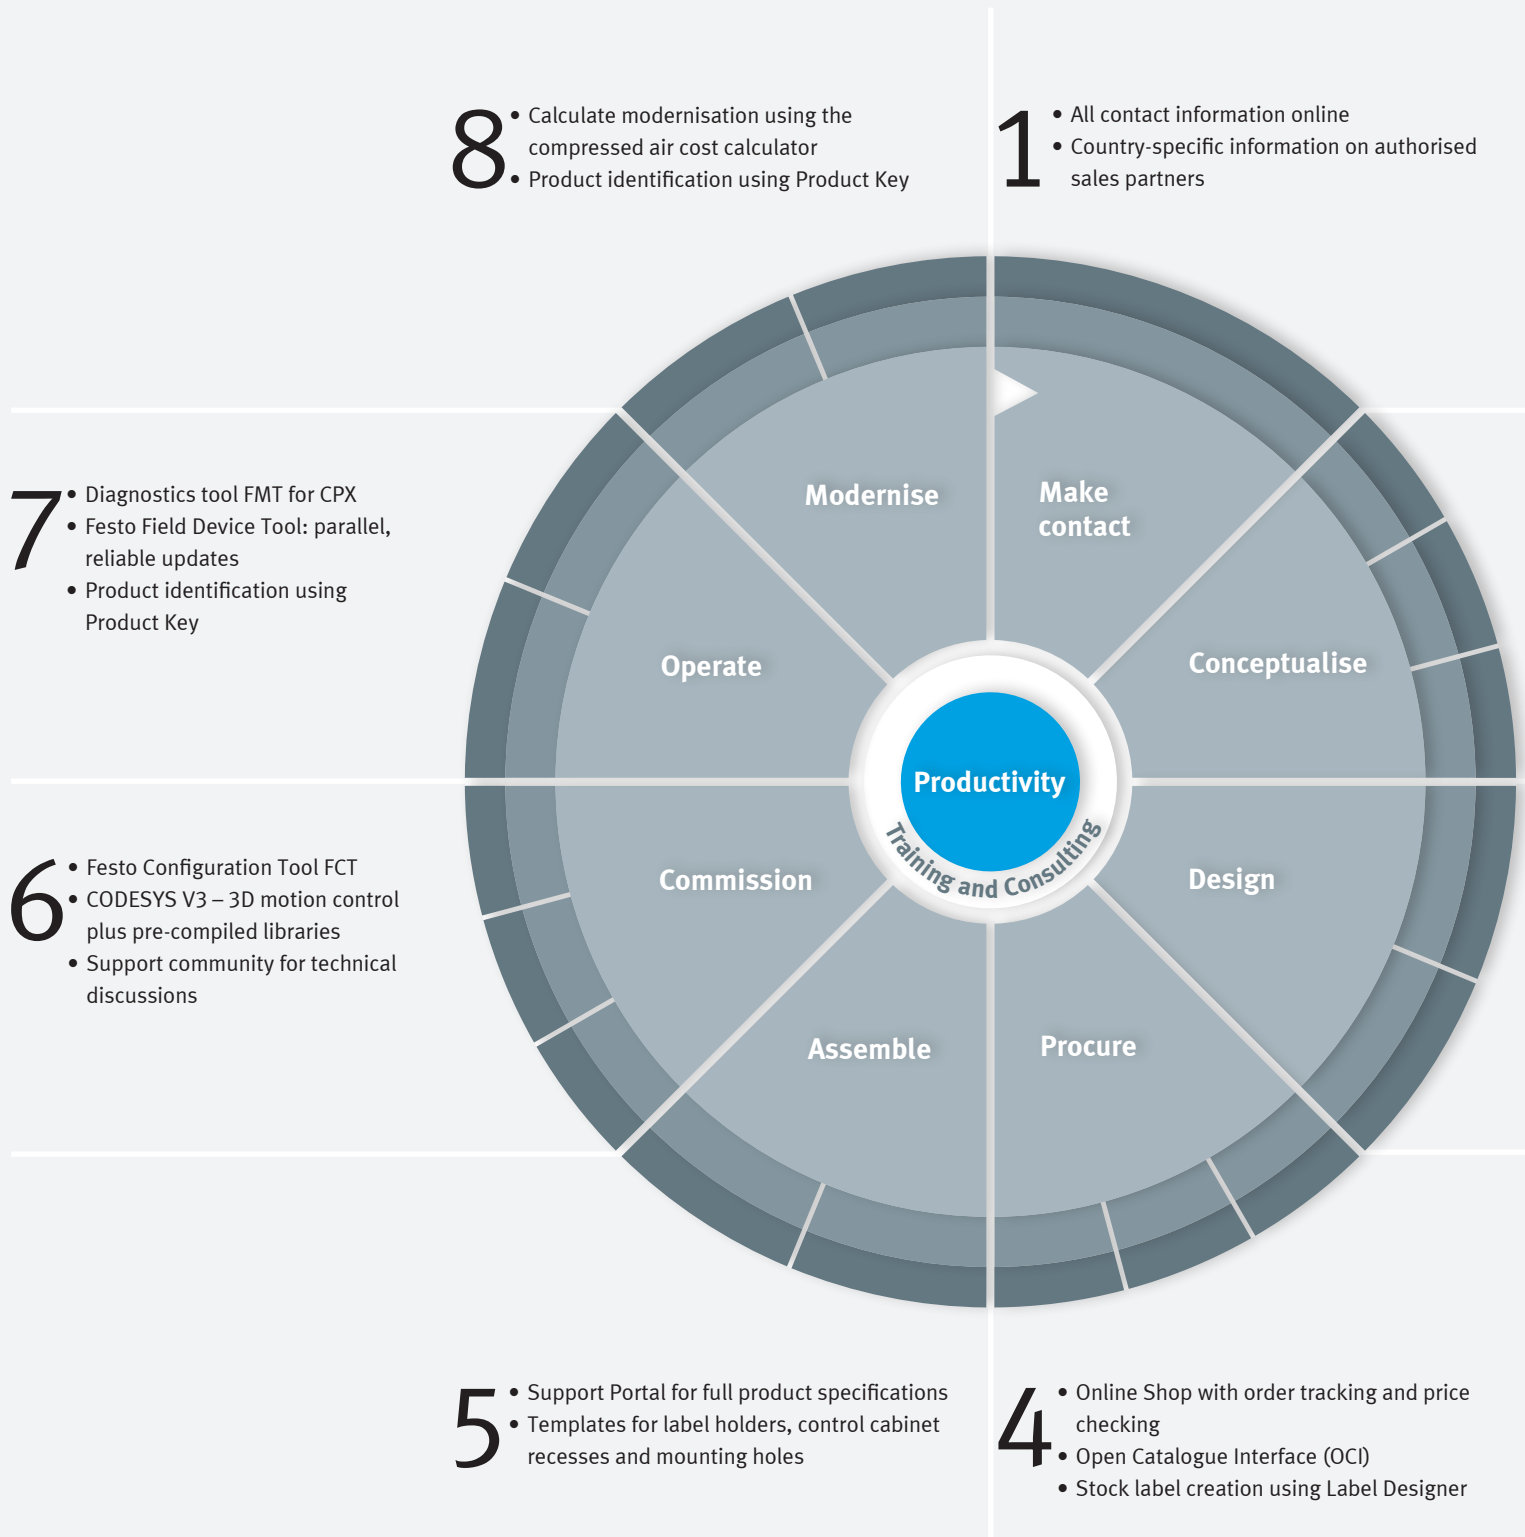 8
• Calculate modernisation using the
compressed air cost calculator
• Product identification using Product Key
1
• All contact information online
• Country-specific information on authorised
sales partners
7
• Diagnostics tool FMT for CPX
• Festo Field Device Tool: parallel,
reliable updates
• Product identification using
Product Key
Modernise
Make
contact
Operate
Conceptualise
Productivity
Training and Consulting
Commission
Design
Assemble
Procure
6
• Festo Configuration Tool FCT
• CODESYS V3 – 3D motion control
plus pre-compiled libraries
• Support community for technical
discussions
5
• Support Portal for full product specifications
• Templates for label holders, control cabinet
recesses and mounting holes
4
• Online Shop with order tracking and price
checking
• Open Catalogue Interface (OCI)
• Stock label creation using Label Designer